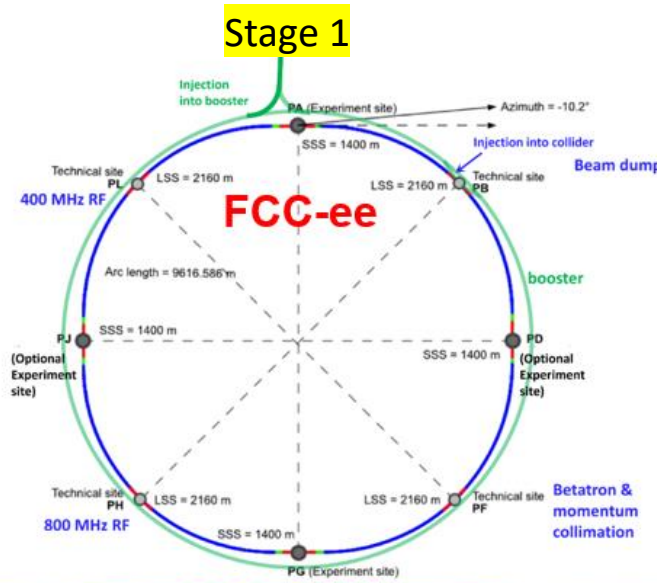 Stage 1
Injection
into booster
PA (Experiment site)
Azimuth = -10.2°
SSS = 1400 m
Injection into collider
Technical site
PL
LSS = 2160 m
LSS = 2160 m
Technical site
PB
Beam dump
400 MHz RF
FCC-ee
Arc length = 9616.586 m
booster
PJ
SSS = 1400 m
PD
SSS = 1400 m
(Optional
Experiment
site)
(Optional
Experiment
site)
Technical site
PH
LSS = 2160 m
LSS = 2160 m
Technical site
PF
Betatron &
momentum
collimation
800 MHz RF
SSS = 1400 m
PG (Experiment site)